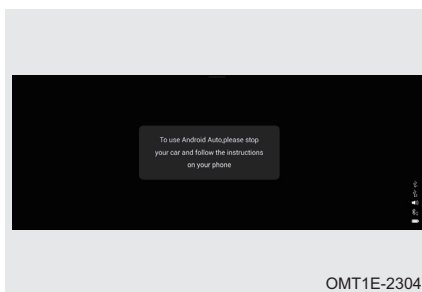 To use Android Auto,please stop
your car and follow the instructions
on your phone
OMT1E-2304